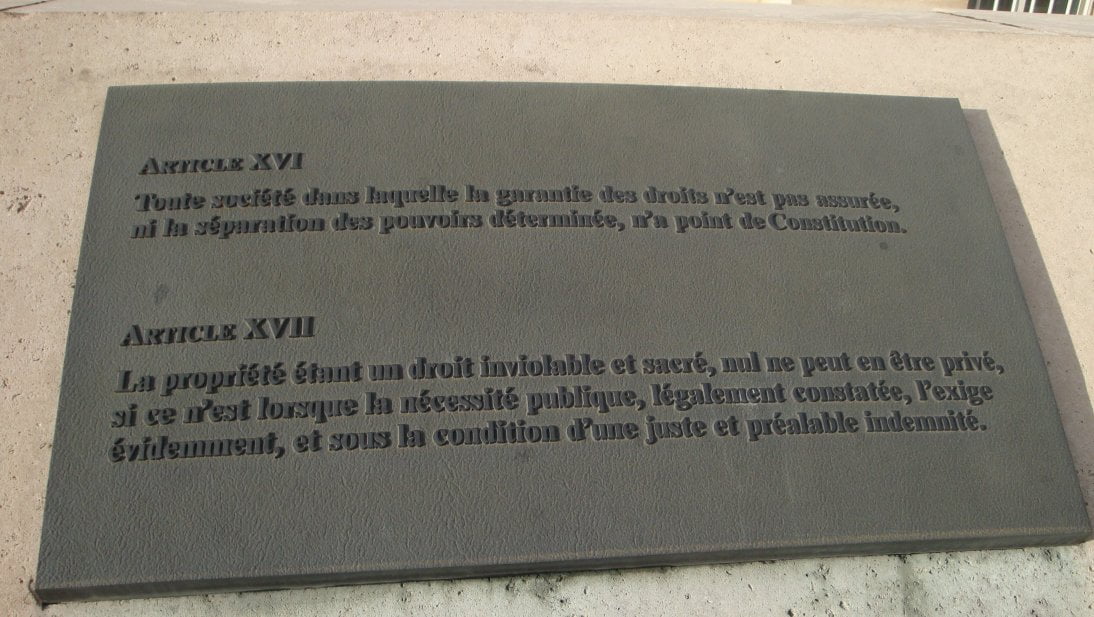 ARTICLE XVI
Toute société dans laquelle la garantie des droits n'est pas assurée,
ni la séparation des pouvoirs déterminée, n'a point de Constitution.
ARTICLE XVII
La propriété étant un droit inviolable et sacré, nul ne peut en être privé,
si ce n'est lorsque la nécessité publique, légalement constatée, l'exige
évidemment, et sous la condition d'une juste et préalable indemnité.